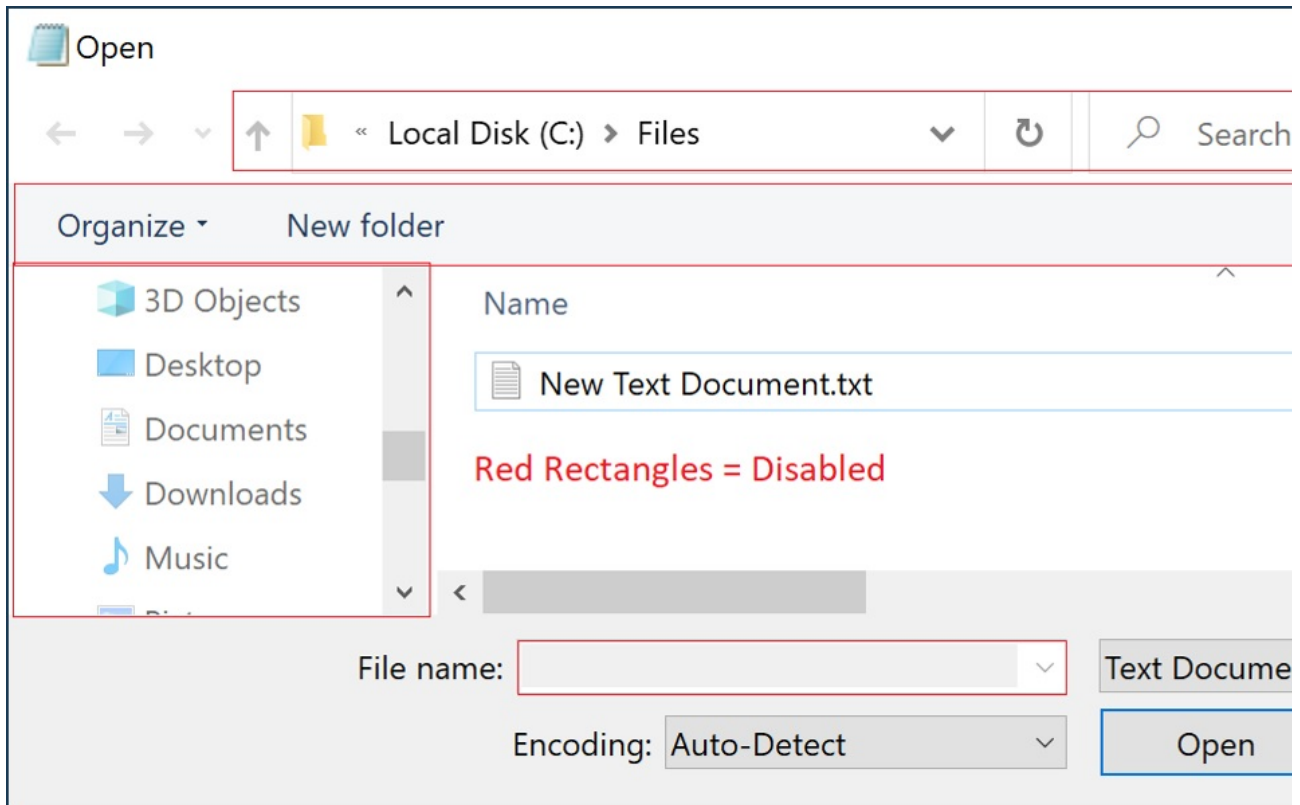 Open
« Local Disk (C:) > Files
Search
Organize
New folder
3D Objects
Name
Desktop
New Text Document.txt
Documents
Red Rectangles = Disabled
Downloads
Music
File name:
Text Docume
Encoding: Auto-Detect
Open